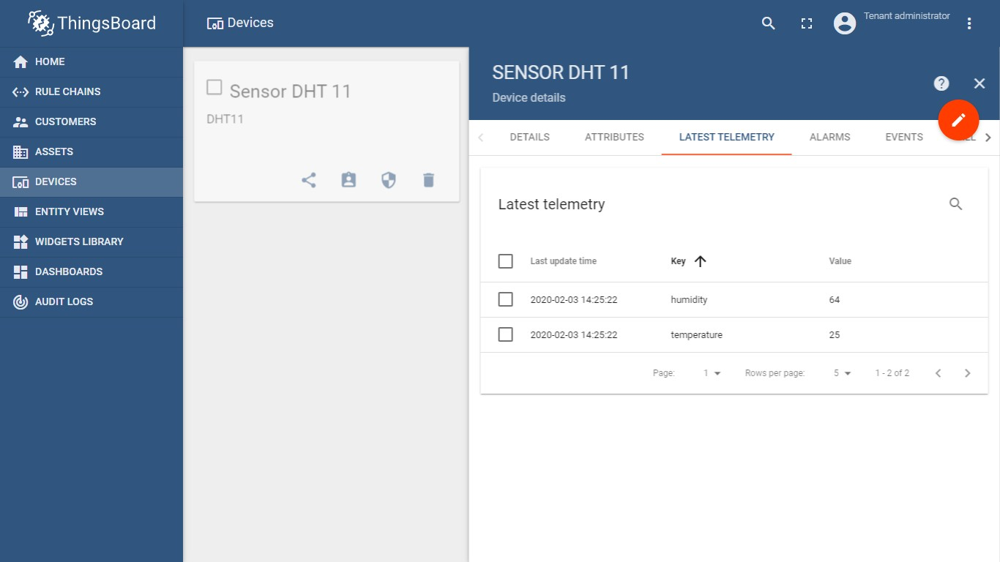 ThingsBoard
Devices
Tenant administrator
HOME
RULE CHAINS
CUSTOMERS
ASSETS
DEVICES
ENTITY VIEWS
WIDGETS LIBRARY
DASHBOARDS
AUDIT LOGS
Sensor DHT 11
DHT11
SENSOR DHT 11
Device details
DETAILS ATTRIBUTES LATEST TELEMETRY ALARMS EVENTS
Latest telemetry
Last update time Key Value
2020-02-03 14:25:22 humidity 64
2020-02-03 14:25:22 temperature 25
Page: 1 Rows per page: 5 1 - 2 of 2